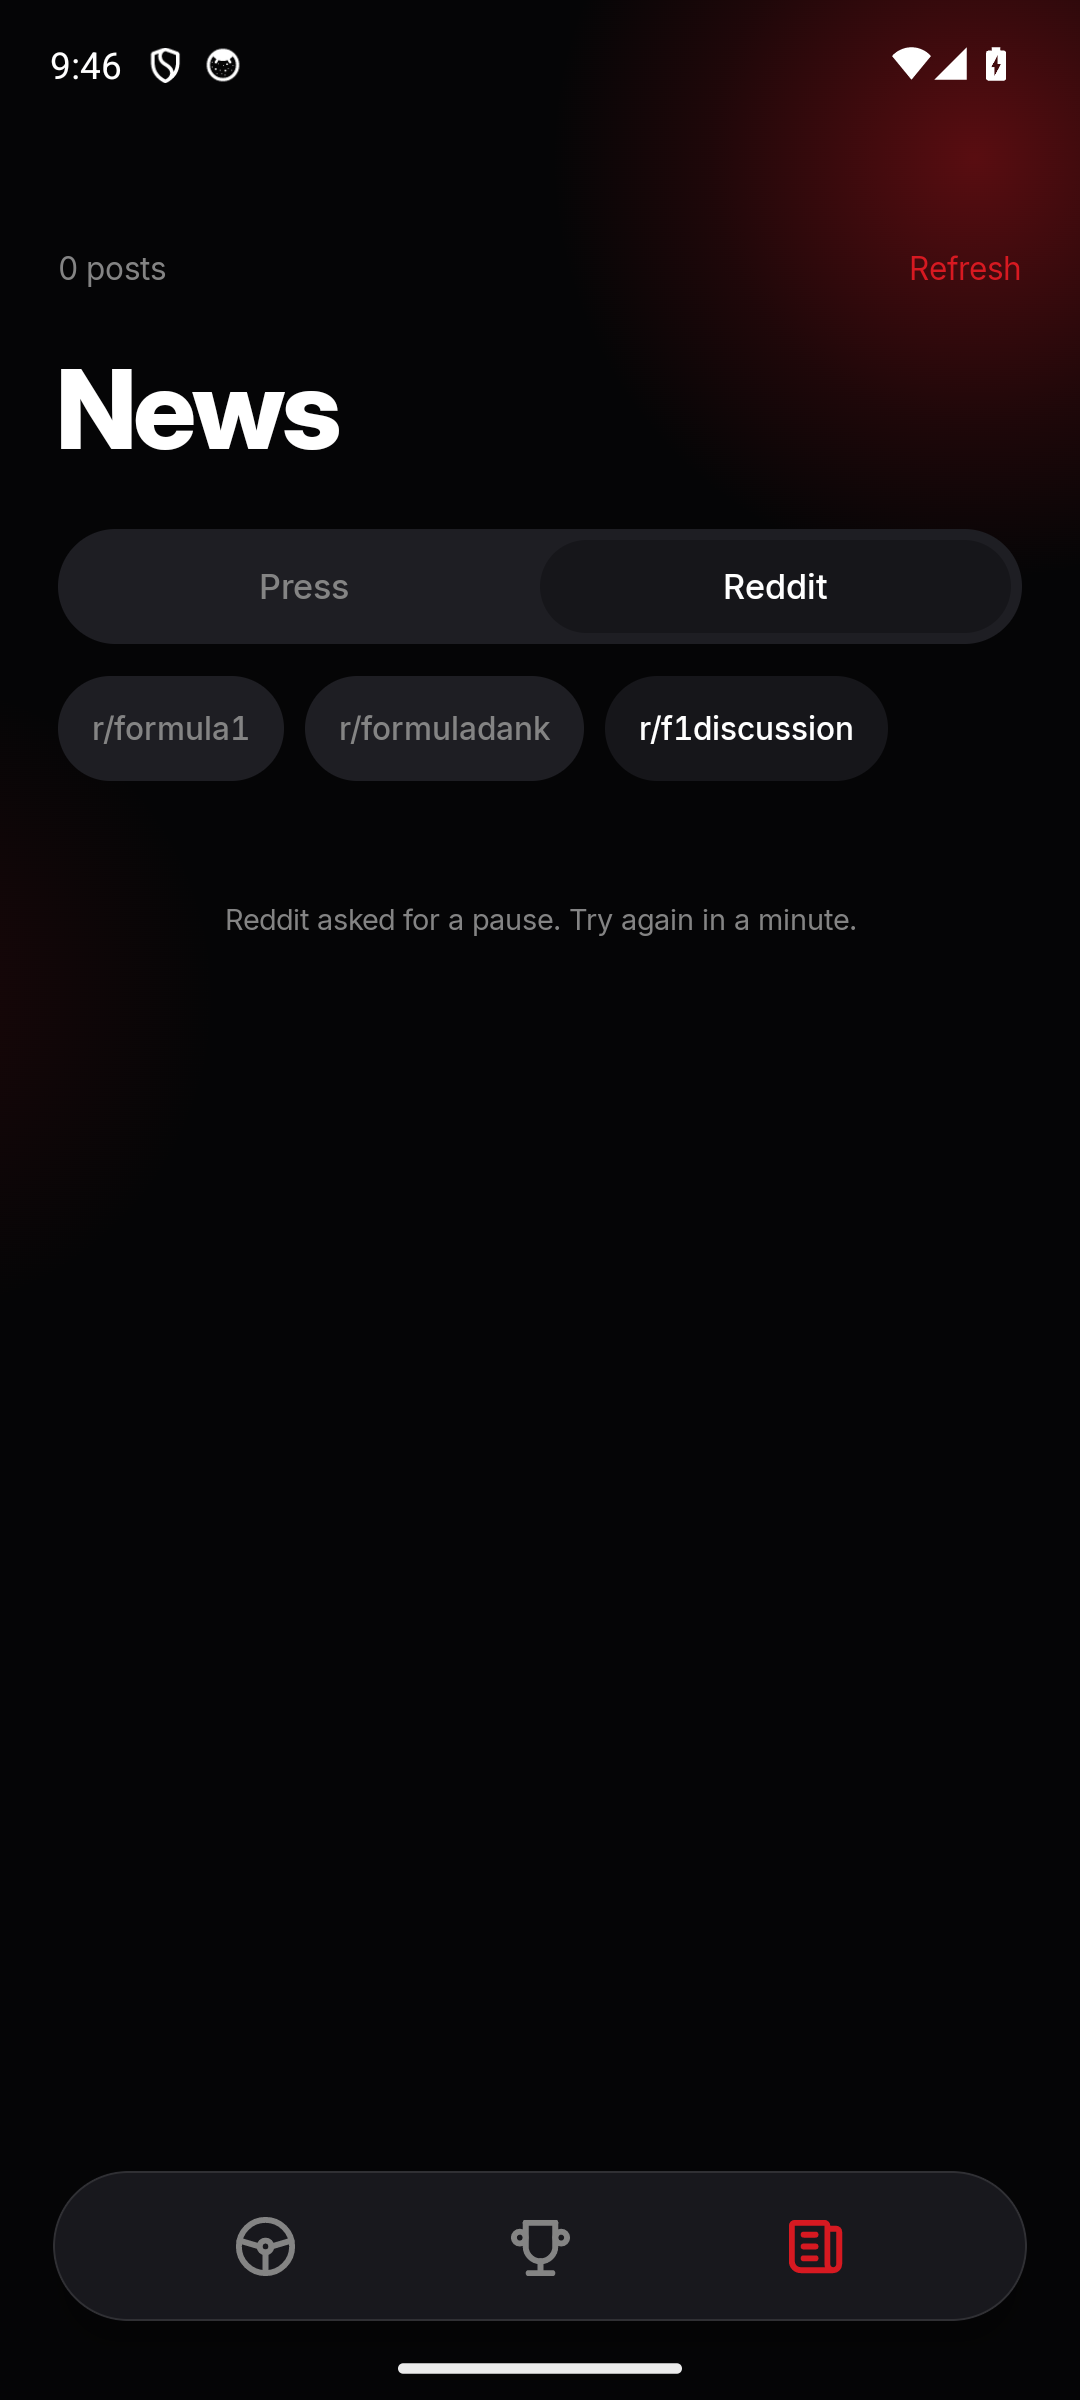 9:46
0 posts
Refresh
News
Press
Reddit
r/formula1
r/formuladank
r/f1discussion
Reddit asked for a pause. Try again in a minute.